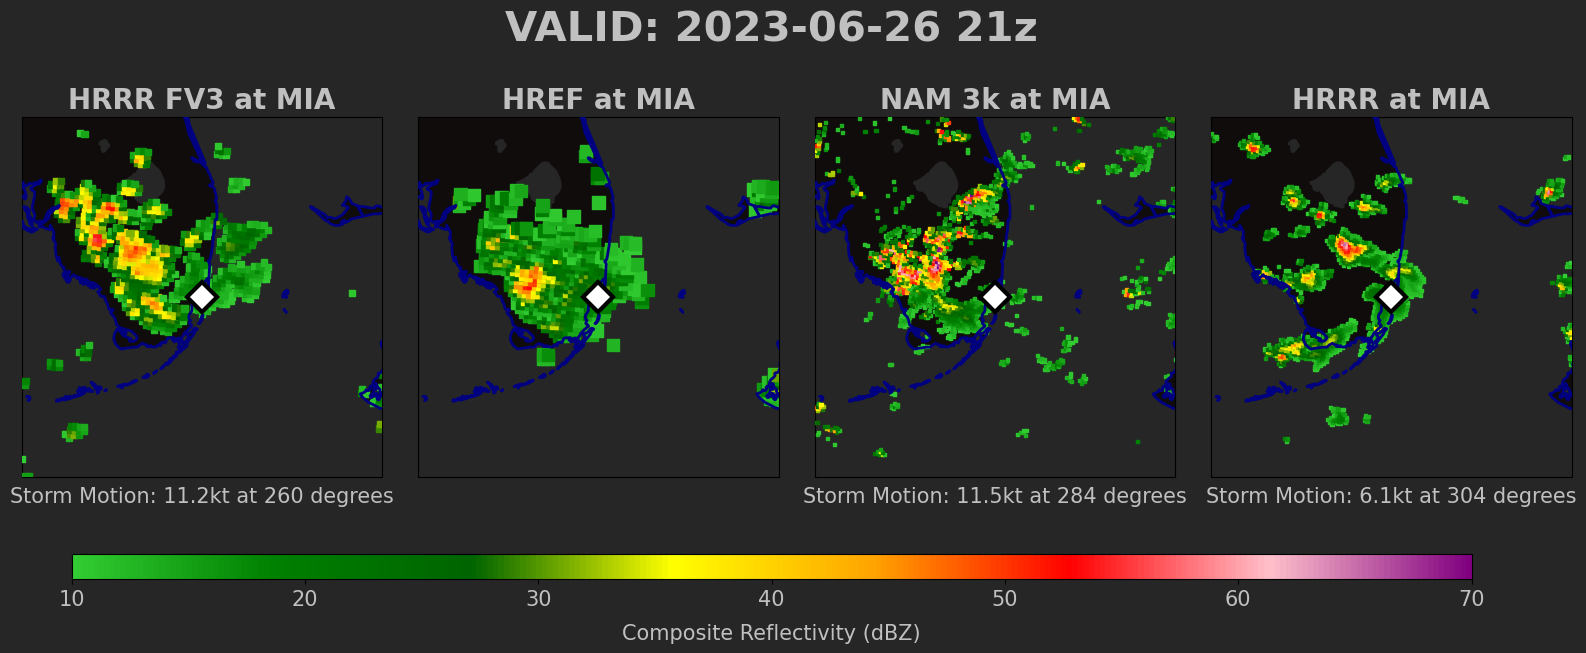 VALID: 2023-06-26 21z
HRRR FV3 at MIA
HREF at MIA
NAM 3k at MIA
HRRR at MIA
Storm Motion: 11.2kt at 260 degrees
Storm Motion: 11.5kt at 284 degrees
Storm Motion: 6.1kt at 304 degrees
10 20 30 40 50 60 70
Composite Reflectivity (dBZ)